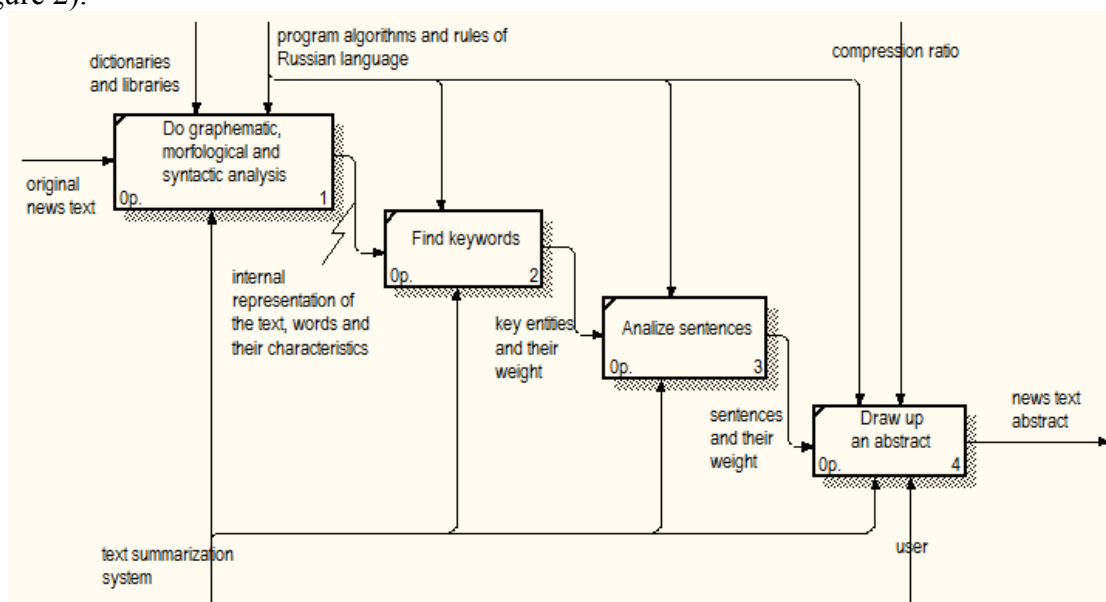 gure 2).
program algorithms and rules of
Russian language
compression ratio
dictionaries
and libraries
Do graphematic,
morfological and
syntactic analysis
0p. 1
original
news text
Find keywords
0p. 2
internal
representation of
the text, words and
their characteristics
key entities
and their
weight
Analize sentences
0p. 3
sentences
and their
weight
Draw up
an abstract
0p. 4
news text
abstract
text summarization
system
user